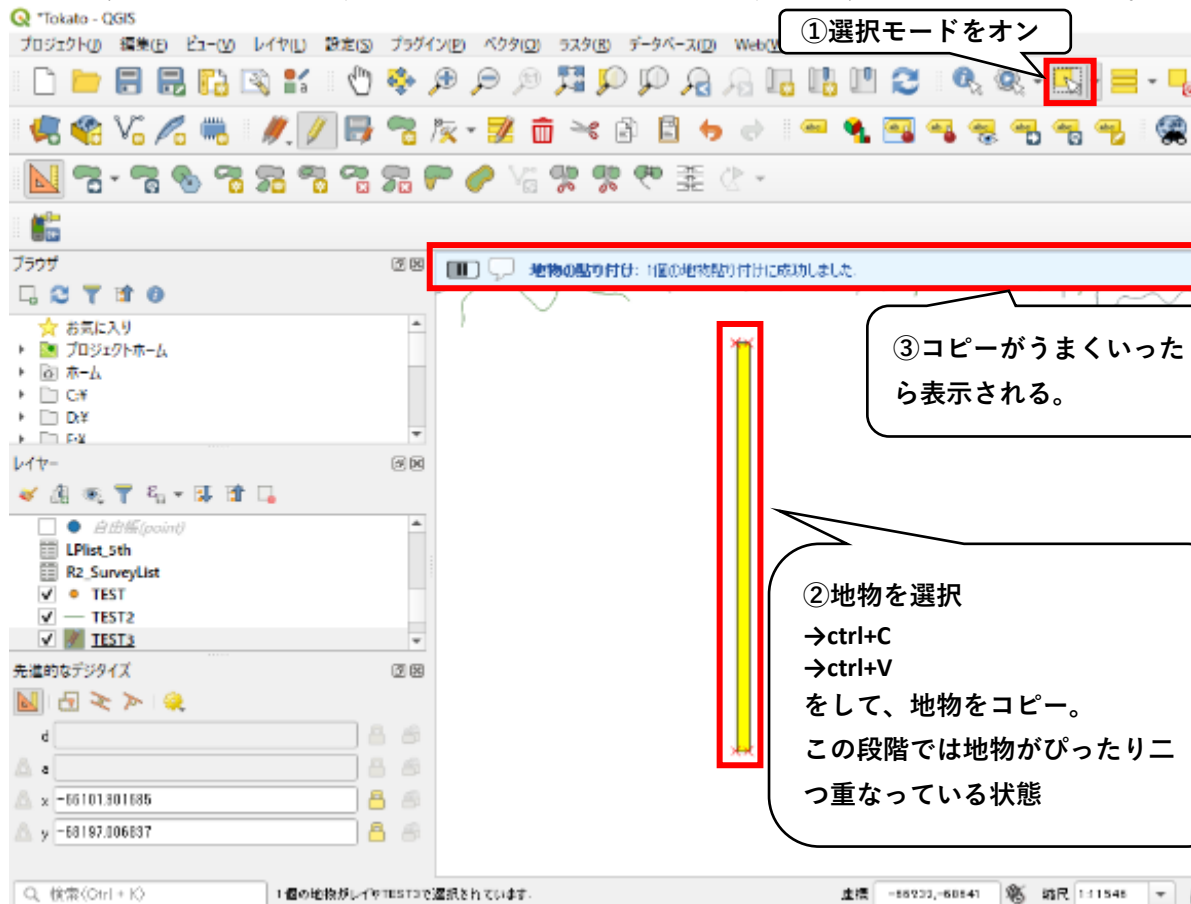 *Tokato - QGIS
プロジェクト(J) 編集(E) ビュー(V) レイヤ(L) 設定(S) プラグイン(P) ベクタ(O) ラスタ(R) データベース(D) Web(W
①選択モードをオン
ブラウザ
地物の貼り付け: 1個の地物貼り付けに成功しました.
お気に入り
プロジェクトホーム
ホーム
C:¥
D:¥
③コピーがうまくいった
ら表示される。
レイヤー
自由帳(point)
LPlist_5th
R2_SurveyList
TEST
TEST2
TEST3
②地物を選択
→ctrl+C
→ctrl+V
をして、地物をコピー。
この段階では地物がぴったり二
つ重なっている状態
先進的なデジタイズ
d
a
x -66101.801685
y -68197.006837
検索(Ctrl + K)
1個の地物がレイヤTEST3で選択されています.
座標
縮尺 1:11546